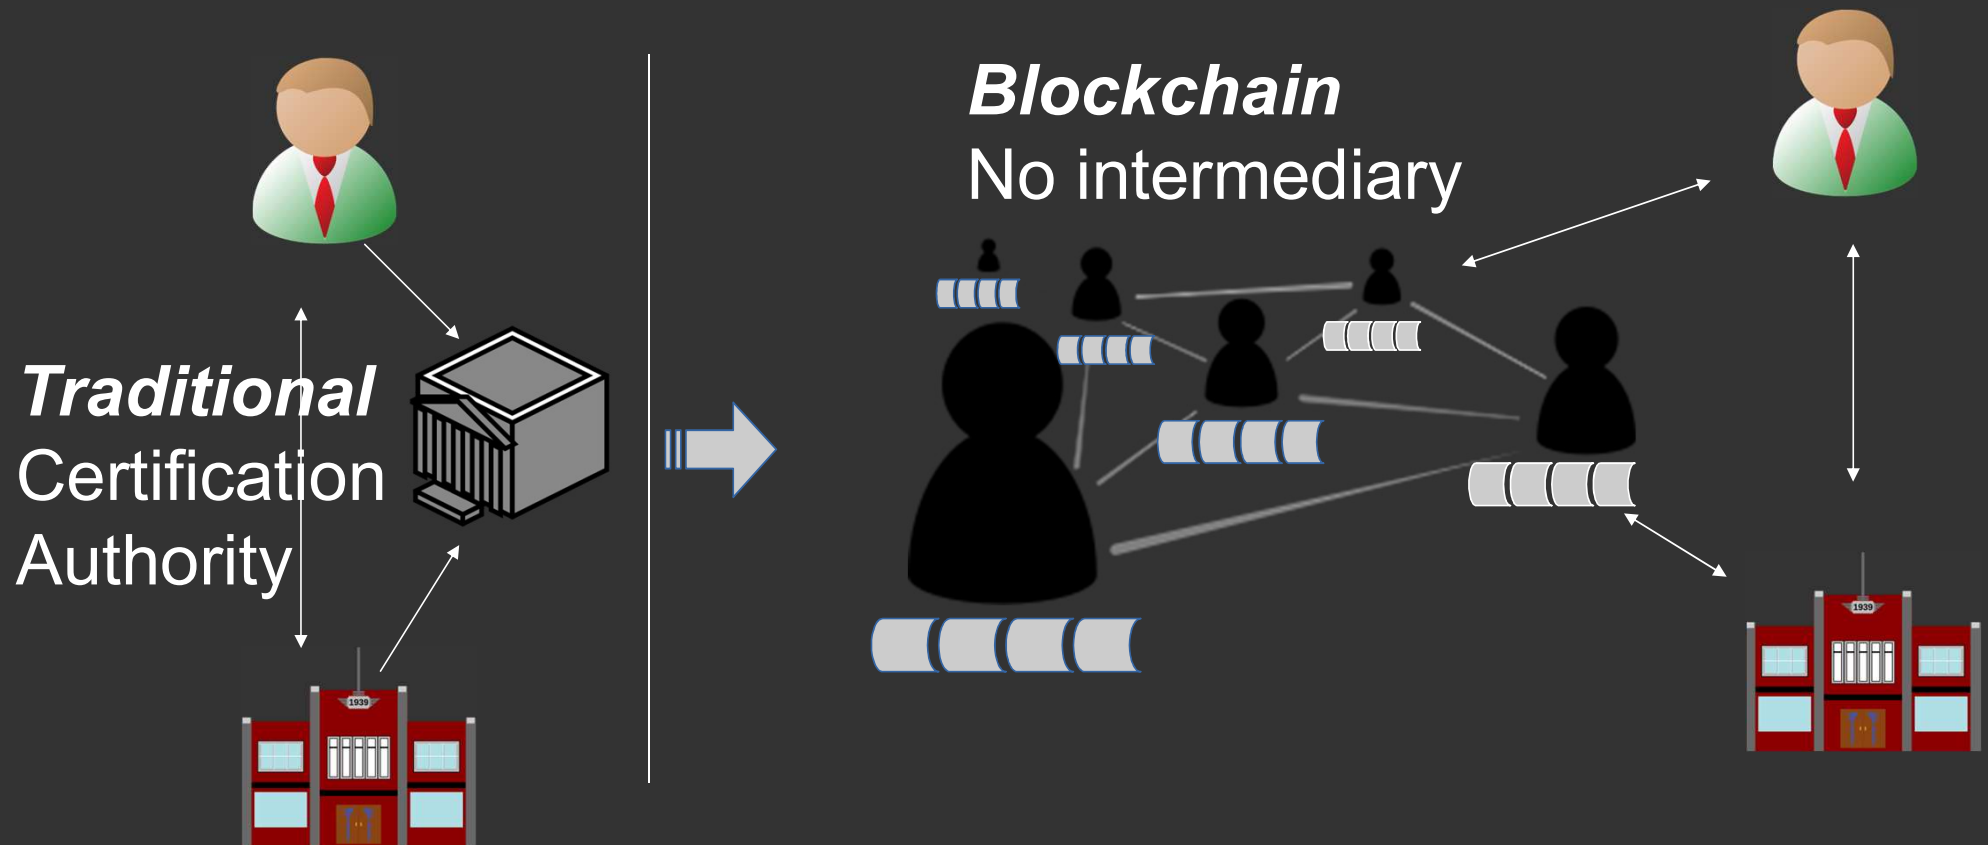 Traditional
Certification
Authority
1939
Blockchain
No intermediary
1939